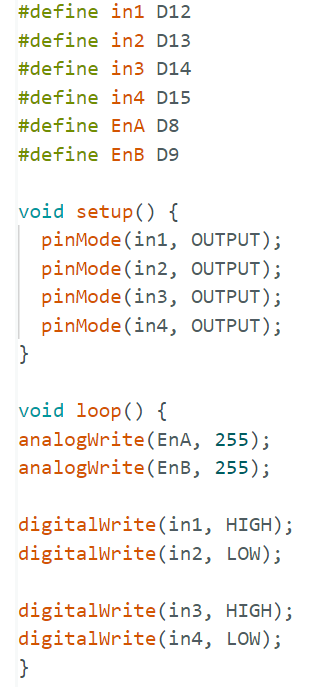 #define in1 D12
#define in2 D13
#define in3 D14
#define in4 D15
#define EnA D8
#define EnB D9

void setup() {
  pinMode(in1, OUTPUT);
  pinMode(in2, OUTPUT);
  pinMode(in3, OUTPUT);
  pinMode(in4, OUTPUT);
}

void loop() {
analogWrite(EnA, 255);
analogWrite(EnB, 255);

digitalWrite(in1, HIGH);
digitalWrite(in2, LOW);

digitalWrite(in3, HIGH);
digitalWrite(in4, LOW);
}